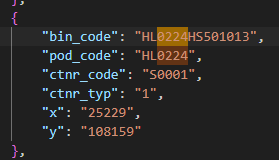 },
{
"bin_code": "HL0224HS501013",
"pod_code": "HL0224",
"ctnr_code": "S0001",
"ctnr_typ": "1",
"x": "25229",
"y": "108159"
},